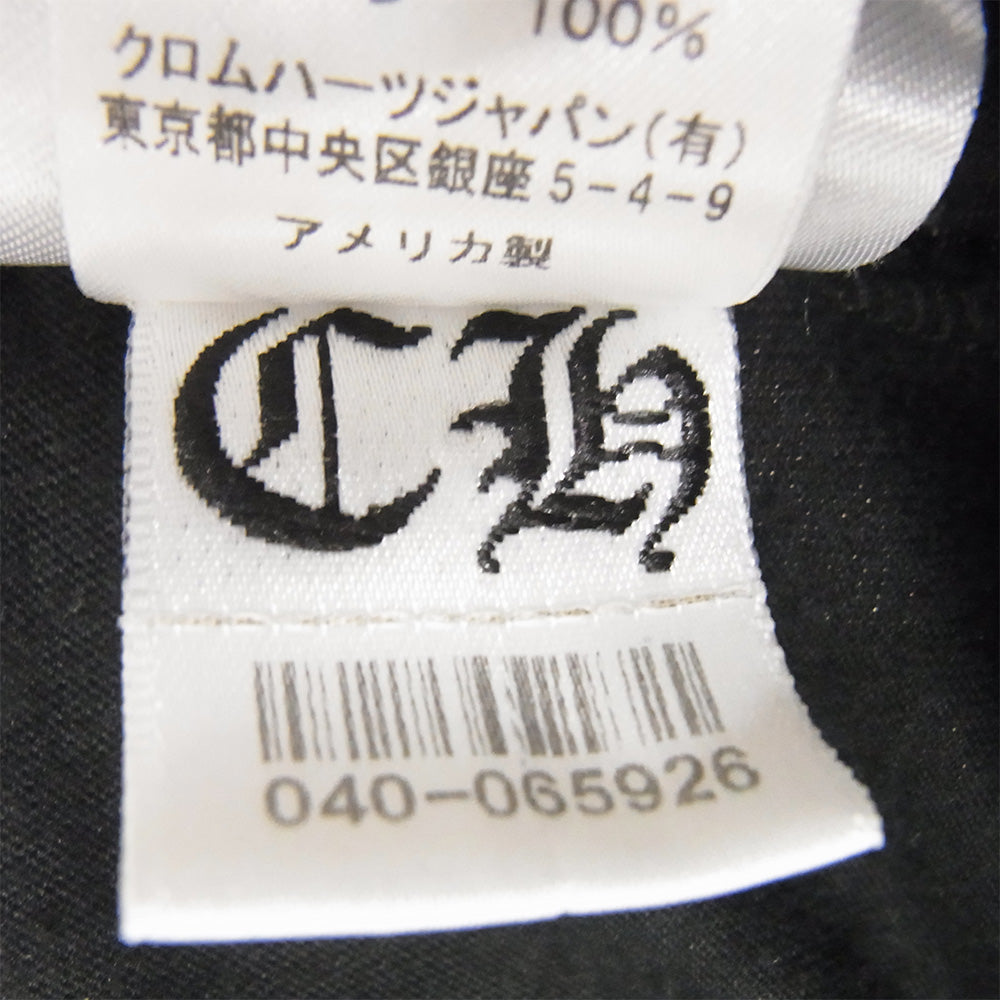 100%
クロムハーツジャパン(有)
東京都中央区銀座5-4-9
アメリカ製
CH
040-065926